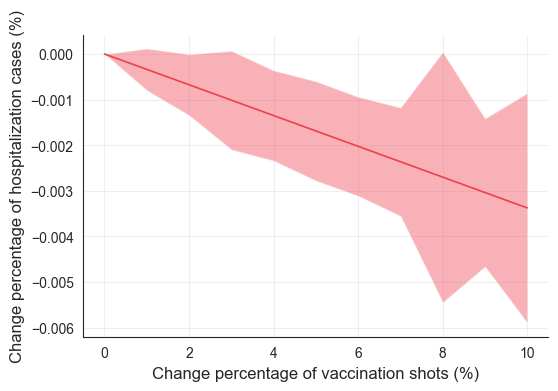 Change percentage of hospitalization cases (%)
0.000
−0.001
−0.002
−0.003
−0.004
−0.005
−0.006
0 2 4 6 8 10
Change percentage of vaccination shots (%)